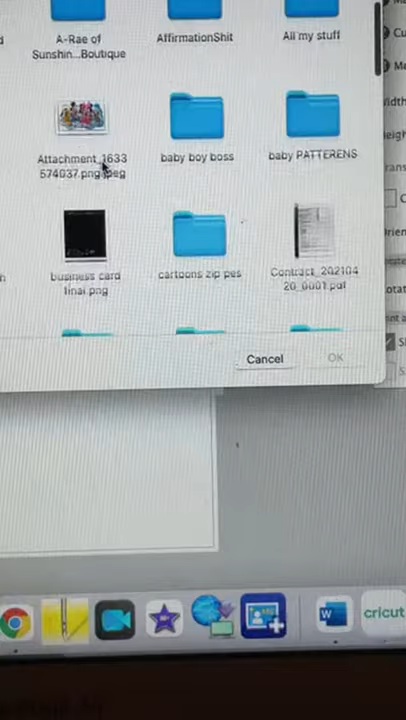 A-Rae of
Sunshin...Boutique
AffirmationShit
All my stuff
Attachment_1633
574037.png.jpeg
baby boy boss
baby PATTERENS
business card
final.png
cartoons zip pes
Contract_202104
20_0001.pdf
Cancel
OK
cricut